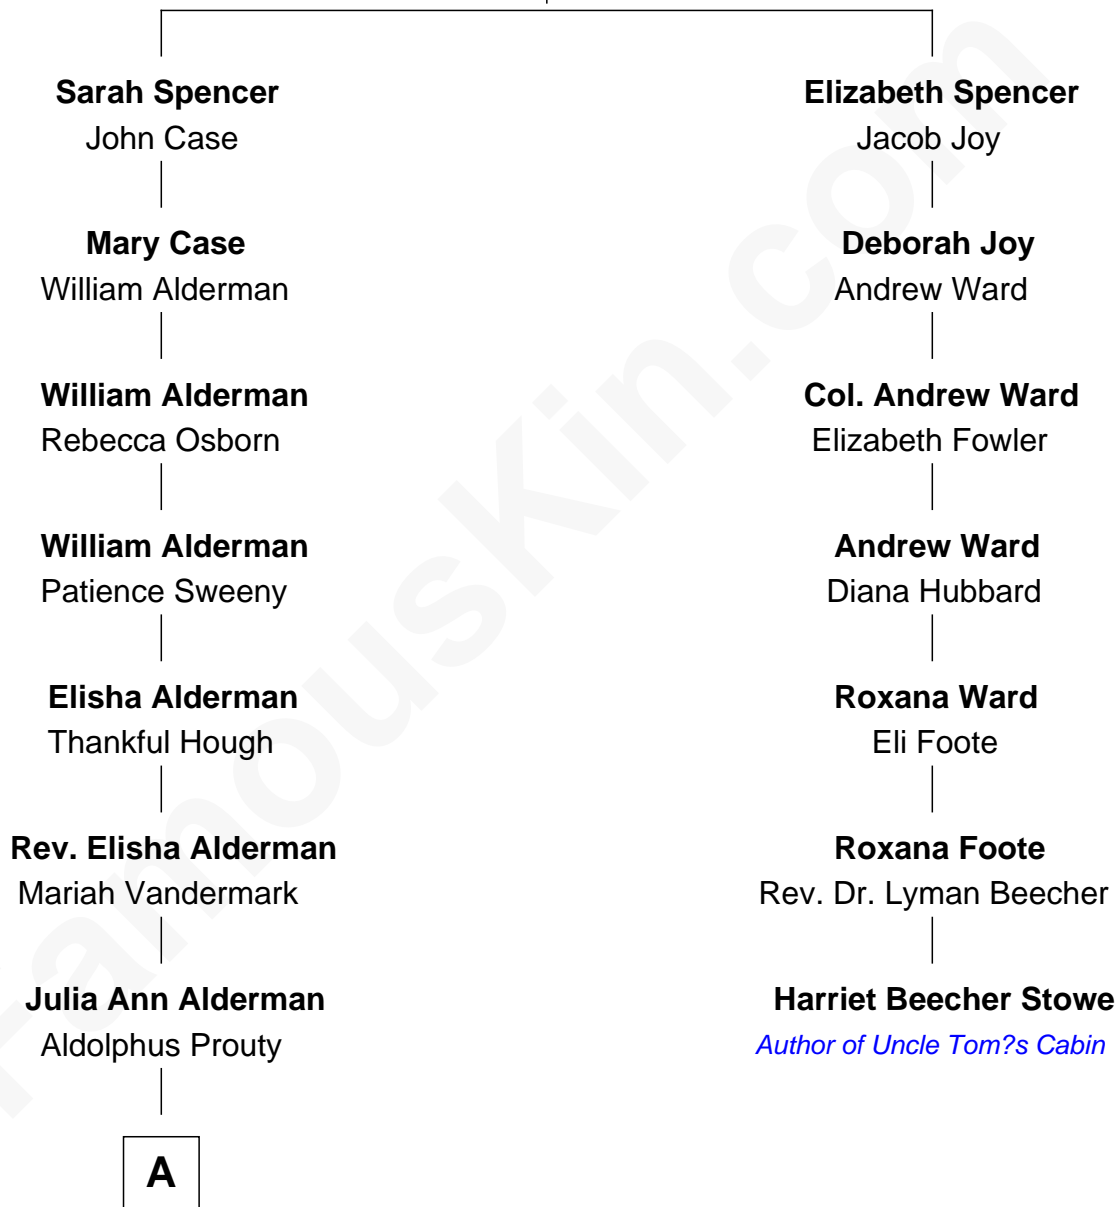 Sarah Spencer
John Case
Mary Case
William Alderman
William Alderman
Rebecca Osborn
William Alderman
Patience Sweeny
Elisha Alderman
Thankful Hough
Rev. Elisha Alderman
Mariah Vandermark
Julia Ann Alderman
Aldolphus Prouty
A
Elizabeth Spencer
Jacob Joy
Deborah Joy
Andrew Ward
Col. Andrew Ward
Elizabeth Fowler
Andrew Ward
Diana Hubbard
Roxana Ward
Eli Foote
Roxana Foote
Rev. Dr. Lyman Beecher
Harriet Beecher Stowe
Author of Uncle Tom?s Cabin
FamousKin.com